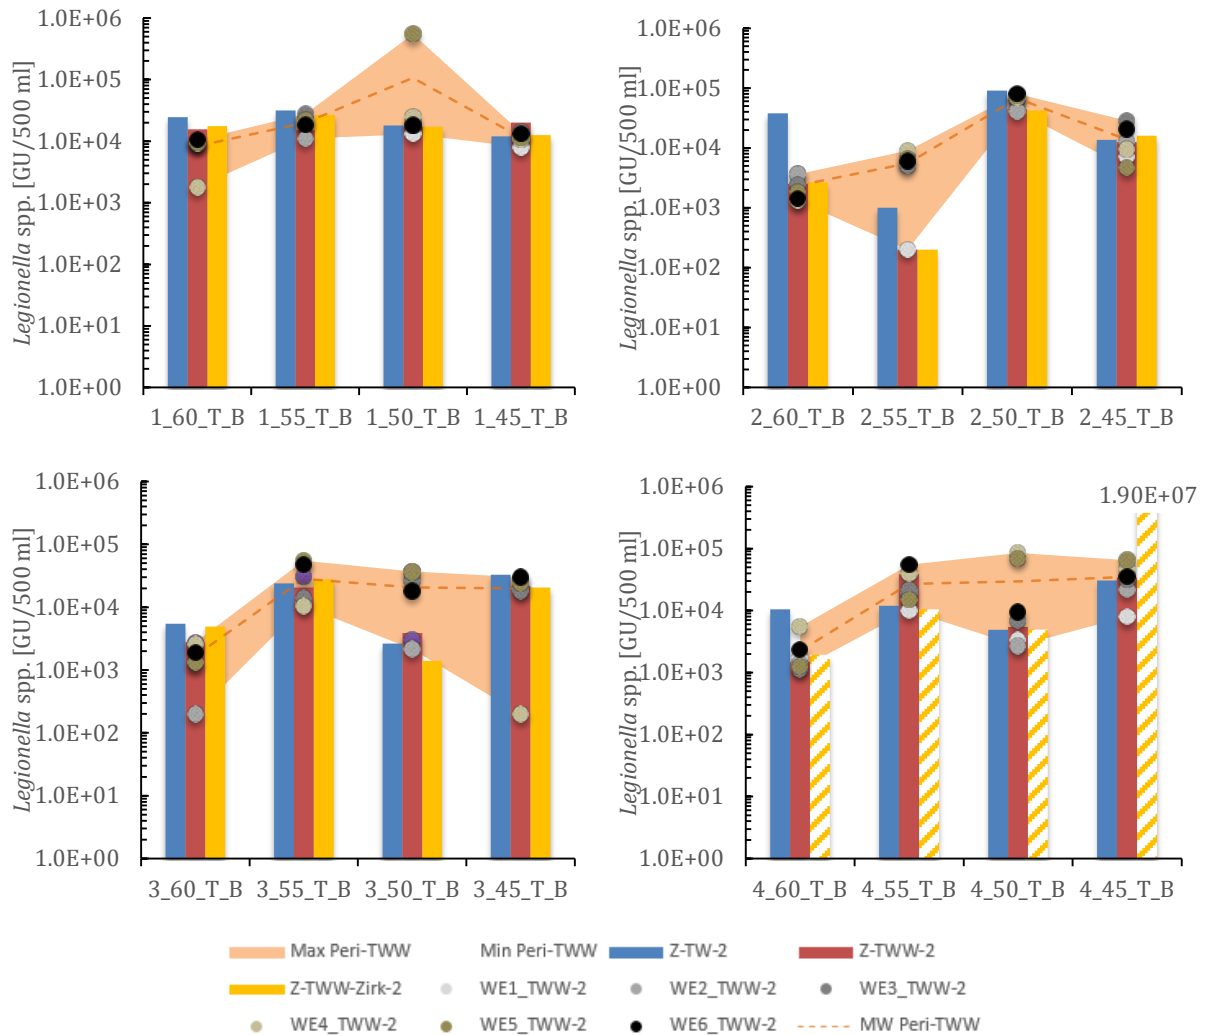 Legionella spp. [GU/500 ml]
1.0E+06
1.0E+05
1.0E+04
1.0E+03
1.0E+02
1.0E+01
1.0E+00
1_60_T_B 1_55_T_B 1_50_T_B 1_45_T_B
Legionella spp. [GU/500 ml]
1.0E+06
1.0E+05
1.0E+04
1.0E+03
1.0E+02
1.0E+01
1.0E+00
2_60_T_B 2_55_T_B 2_50_T_B 2_45_T_B
Legionella spp. [GU/500 ml]
1.0E+06
1.0E+05
1.0E+04
1.0E+03
1.0E+02
1.0E+01
1.0E+00
3_60_T_B 3_55_T_B 3_50_T_B 3_45_T_B
Legionella spp. [GU/500 ml]
1.0E+06
1.0E+05
1.0E+04
1.0E+03
1.0E+02
1.0E+01
1.0E+00
1.90E+07
4_60_T_B 4_55_T_B 4_50_T_B 4_45_T_B
Max Peri-TWW Min Peri-TWW Z-TW-2 Z-TWW-2
Z-TWW-Zirk-2 WE1_TWW-2 WE2_TWW-2 WE3_TWW-2
WE4_TWW-2 WE5_TWW-2 WE6_TWW-2 MW Peri-TWW